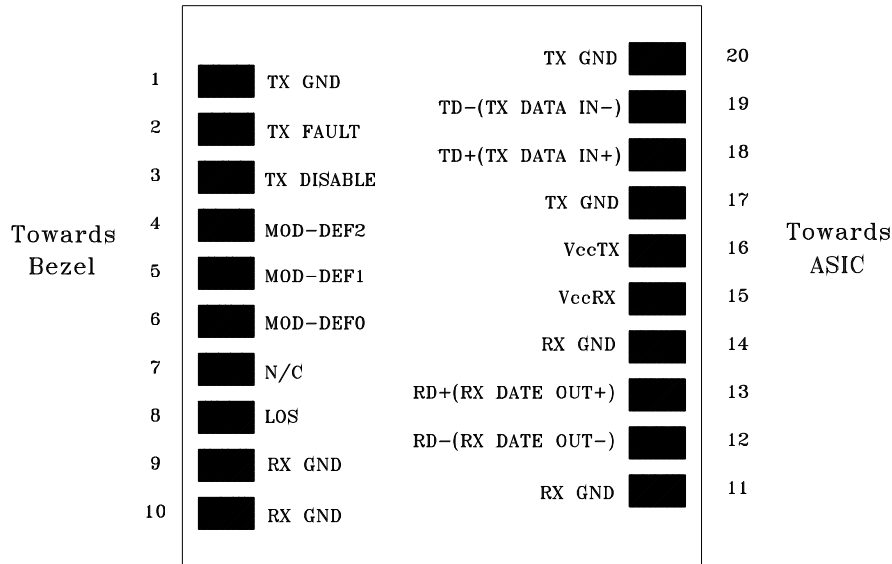 1 TX GND
2 TX FAULT
3 TX DISABLE
4 MOD-DEF2
5 MOD-DEF1
6 MOD-DEF0
7 N/C
8 LOS
9 RX GND
10 RX GND
Towards
Bezel
TX GND 20
TD-(TX DATA IN-) 19
TD+(TX DATA IN+) 18
TX GND 17
VccTX 16
VccRX 15
RX GND 14
RD+(RX DATE OUT+) 13
RD-(RX DATE OUT-) 12
RX GND 11
Towards
ASIC